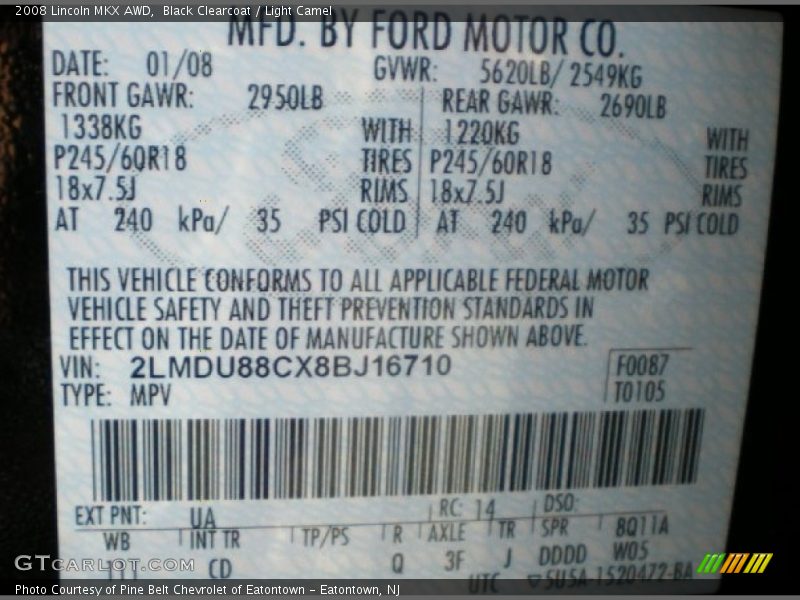 2008 Lincoln MKX AWD,  Black Clearcoat / Light Camel
MFD. BY FORD MOTOR CO.
DATE: 01/08 GVWR: 5620LB/ 2549KG
FRONT GAWR: 2950LB REAR GAWR: 2690LB
1338KG WITH 1220KG WITH
P245/60R18 TIRES P245/60R18 TIRES
18x7.5J RIMS 18x7.5J RIMS
AT 240 kPa/ 35 PSI COLD AT 240 kPa/ 35 PSI COLD
THIS VEHICLE CONFORMS TO ALL APPLICABLE FEDERAL MOTOR
VEHICLE SAFETY AND THEFT PREVENTION STANDARDS IN
EFFECT ON THE DATE OF MANUFACTURE SHOWN ABOVE.
VIN: 2LMDU88CX8BJ16710 F0087
TYPE: MPV T0105
EXT PNT: UA RC: 14 DSO:
WB INT TR TP/PS R AXLE TR SPR 8Q11A
CD Q 3F J DDDD W05
UTC ▽5U5A-1520472-BA
GTCarLot.com
Photo Courtesy of Pine Belt Chevrolet of Eatontown - Eatontown, NJ